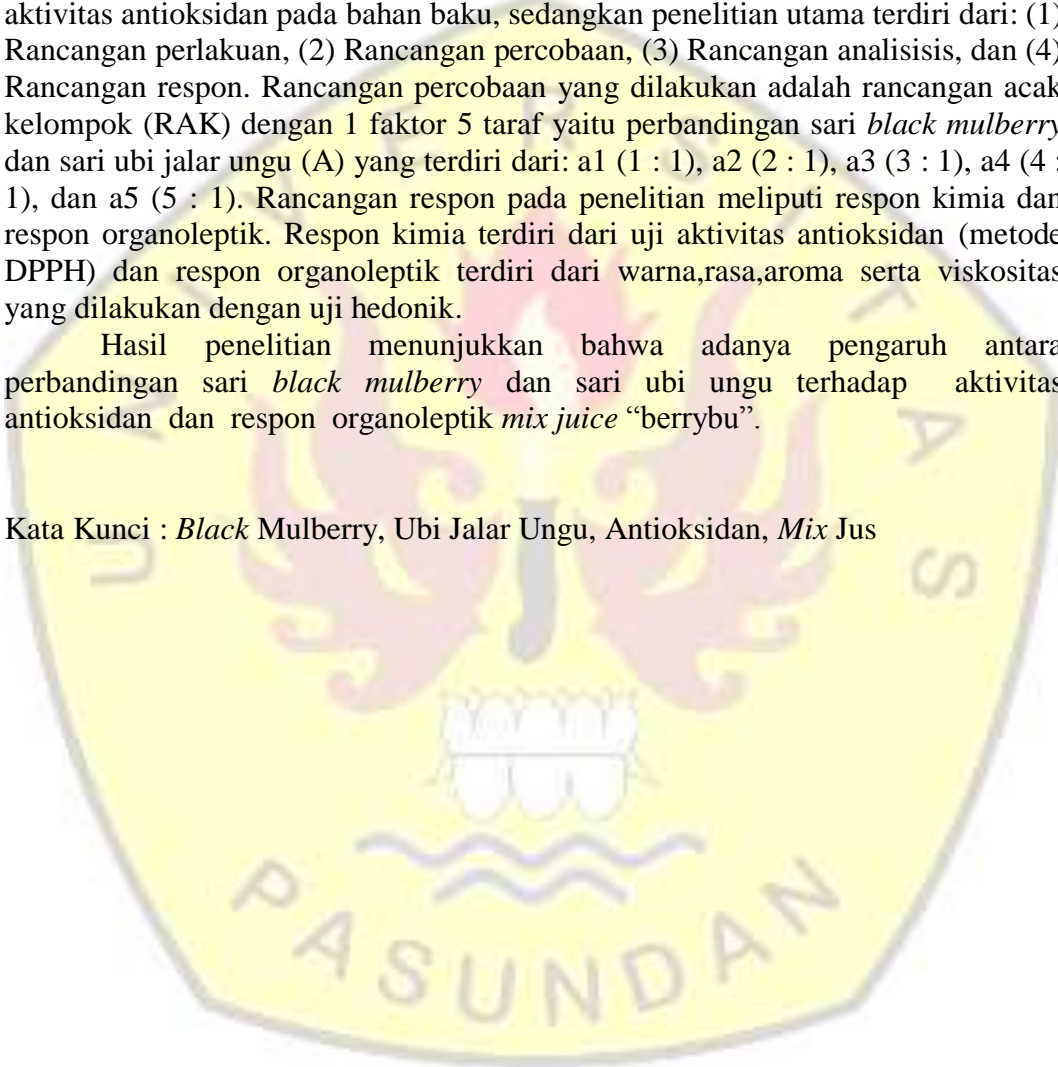 aktivitas antioksidan pada bahan baku, sedangkan penelitian utama terdiri dari: (1)
Rancangan perlakuan, (2) Rancangan percobaan, (3) Rancangan analisisis, dan (4)
Rancangan respon. Rancangan percobaan yang dilakukan adalah rancangan acak
kelompok (RAK) dengan 1 faktor 5 taraf yaitu perbandingan sari black mulberry
dan sari ubi jalar ungu (A) yang terdiri dari: a1 (1 : 1), a2 (2 : 1), a3 (3 : 1), a4 (4 :
1), dan a5 (5 : 1). Rancangan respon pada penelitian meliputi respon kimia dan
respon organoleptik. Respon kimia terdiri dari uji aktivitas antioksidan (metode
DPPH) dan respon organoleptik terdiri dari warna,rasa,aroma serta viskositas
yang dilakukan dengan uji hedonik.
Hasil penelitian menunjukkan bahwa adanya pengaruh antara
perbandingan sari black mulberry dan sari ubi ungu terhadap aktivitas
antioksidan dan respon organoleptik mix juice “berrybu”.
Kata Kunci : Black Mulberry, Ubi Jalar Ungu, Antioksidan, Mix Jus
UNIVERSITAS
PASUNDAN